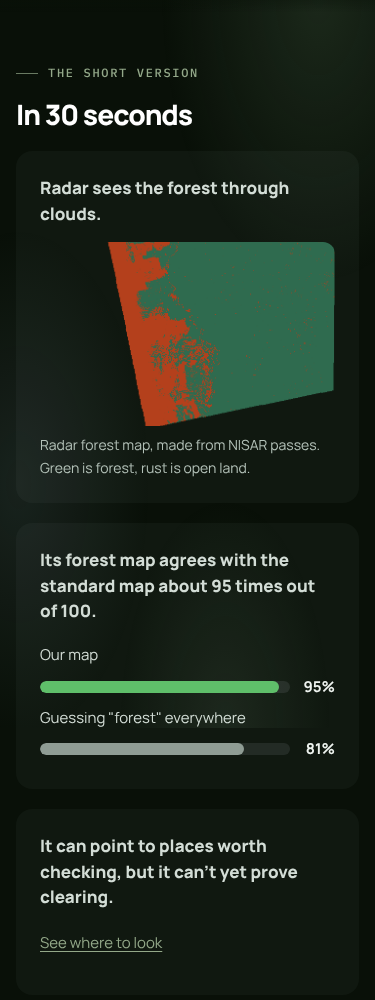 THE SHORT VERSION
In 30 seconds
Radar sees the forest through
clouds.
Radar forest map, made from NISAR passes.
Green is forest, rust is open land.
Its forest map agrees with the
standard map about 95 times out
of 100.
Our map
95%
Guessing "forest" everywhere
81%
It can point to places worth
checking, but it can't yet prove
clearing.
See where to look